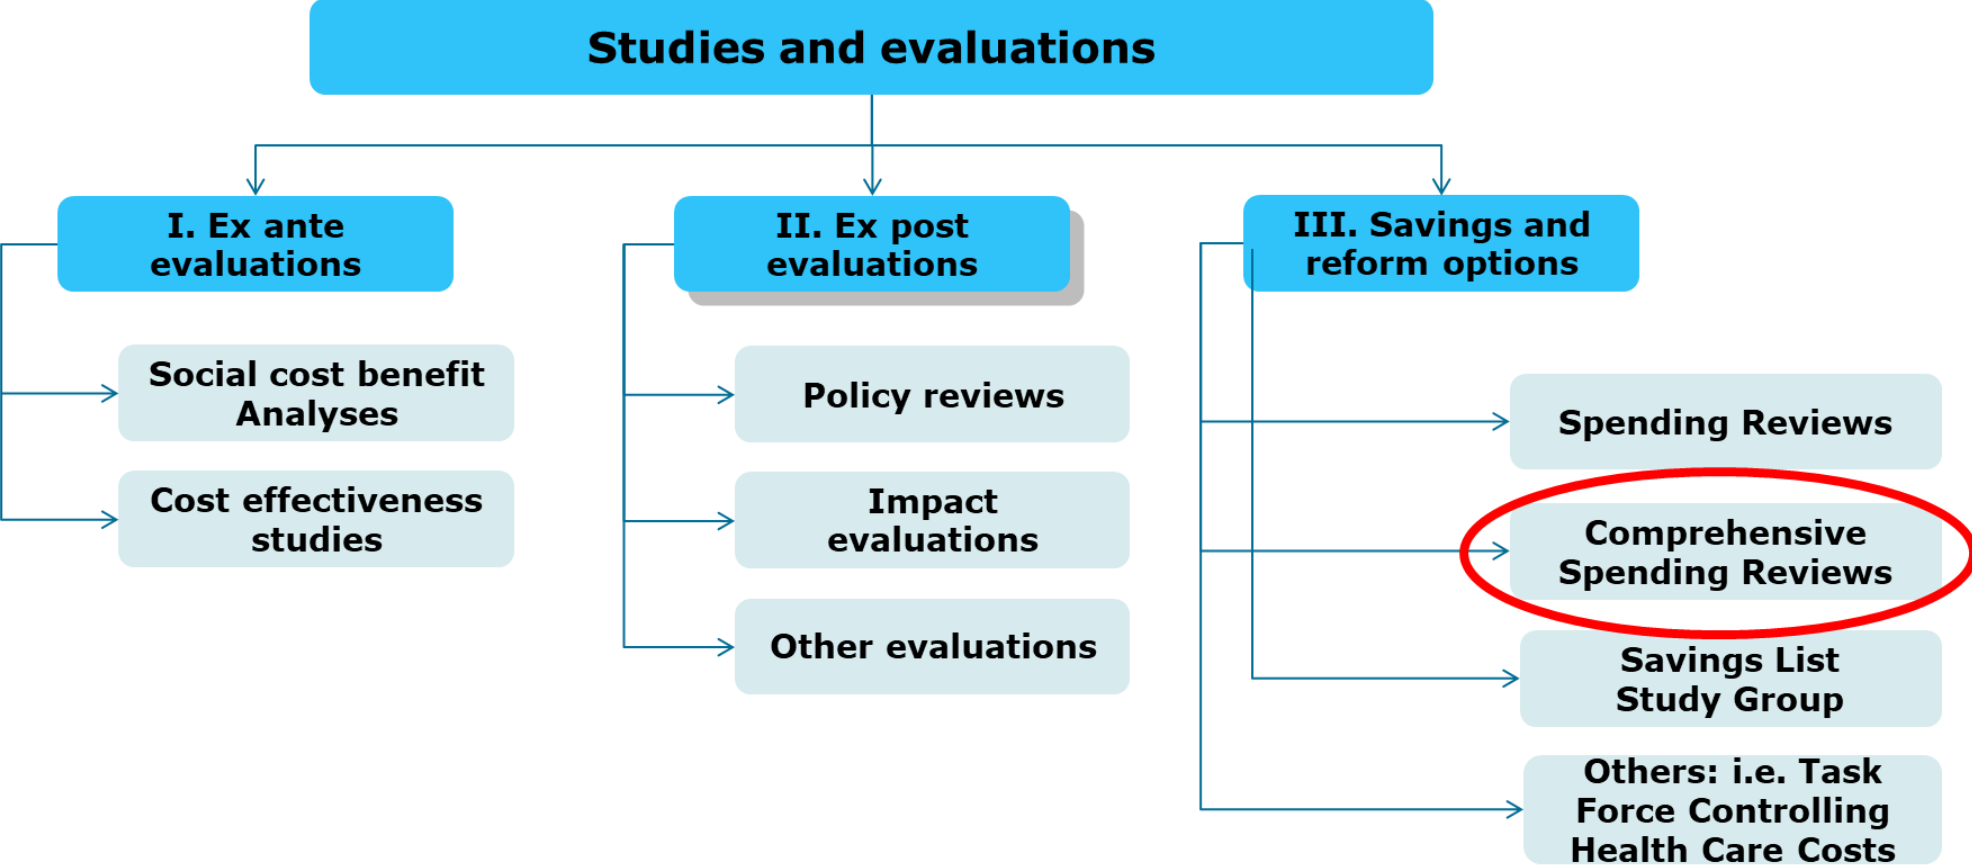 Studies and evaluations
I. Ex ante
evaluations
Social cost benefit
Analyses
Cost effectiveness
studies
II. Ex post
evaluations
Policy reviews
Impact
evaluations
Other evaluations
III. Savings and
reform options
Spending Reviews
Comprehensive
Spending Reviews
Savings List
Study Group
Others: i.e. Task
Force Controlling
Health Care Costs